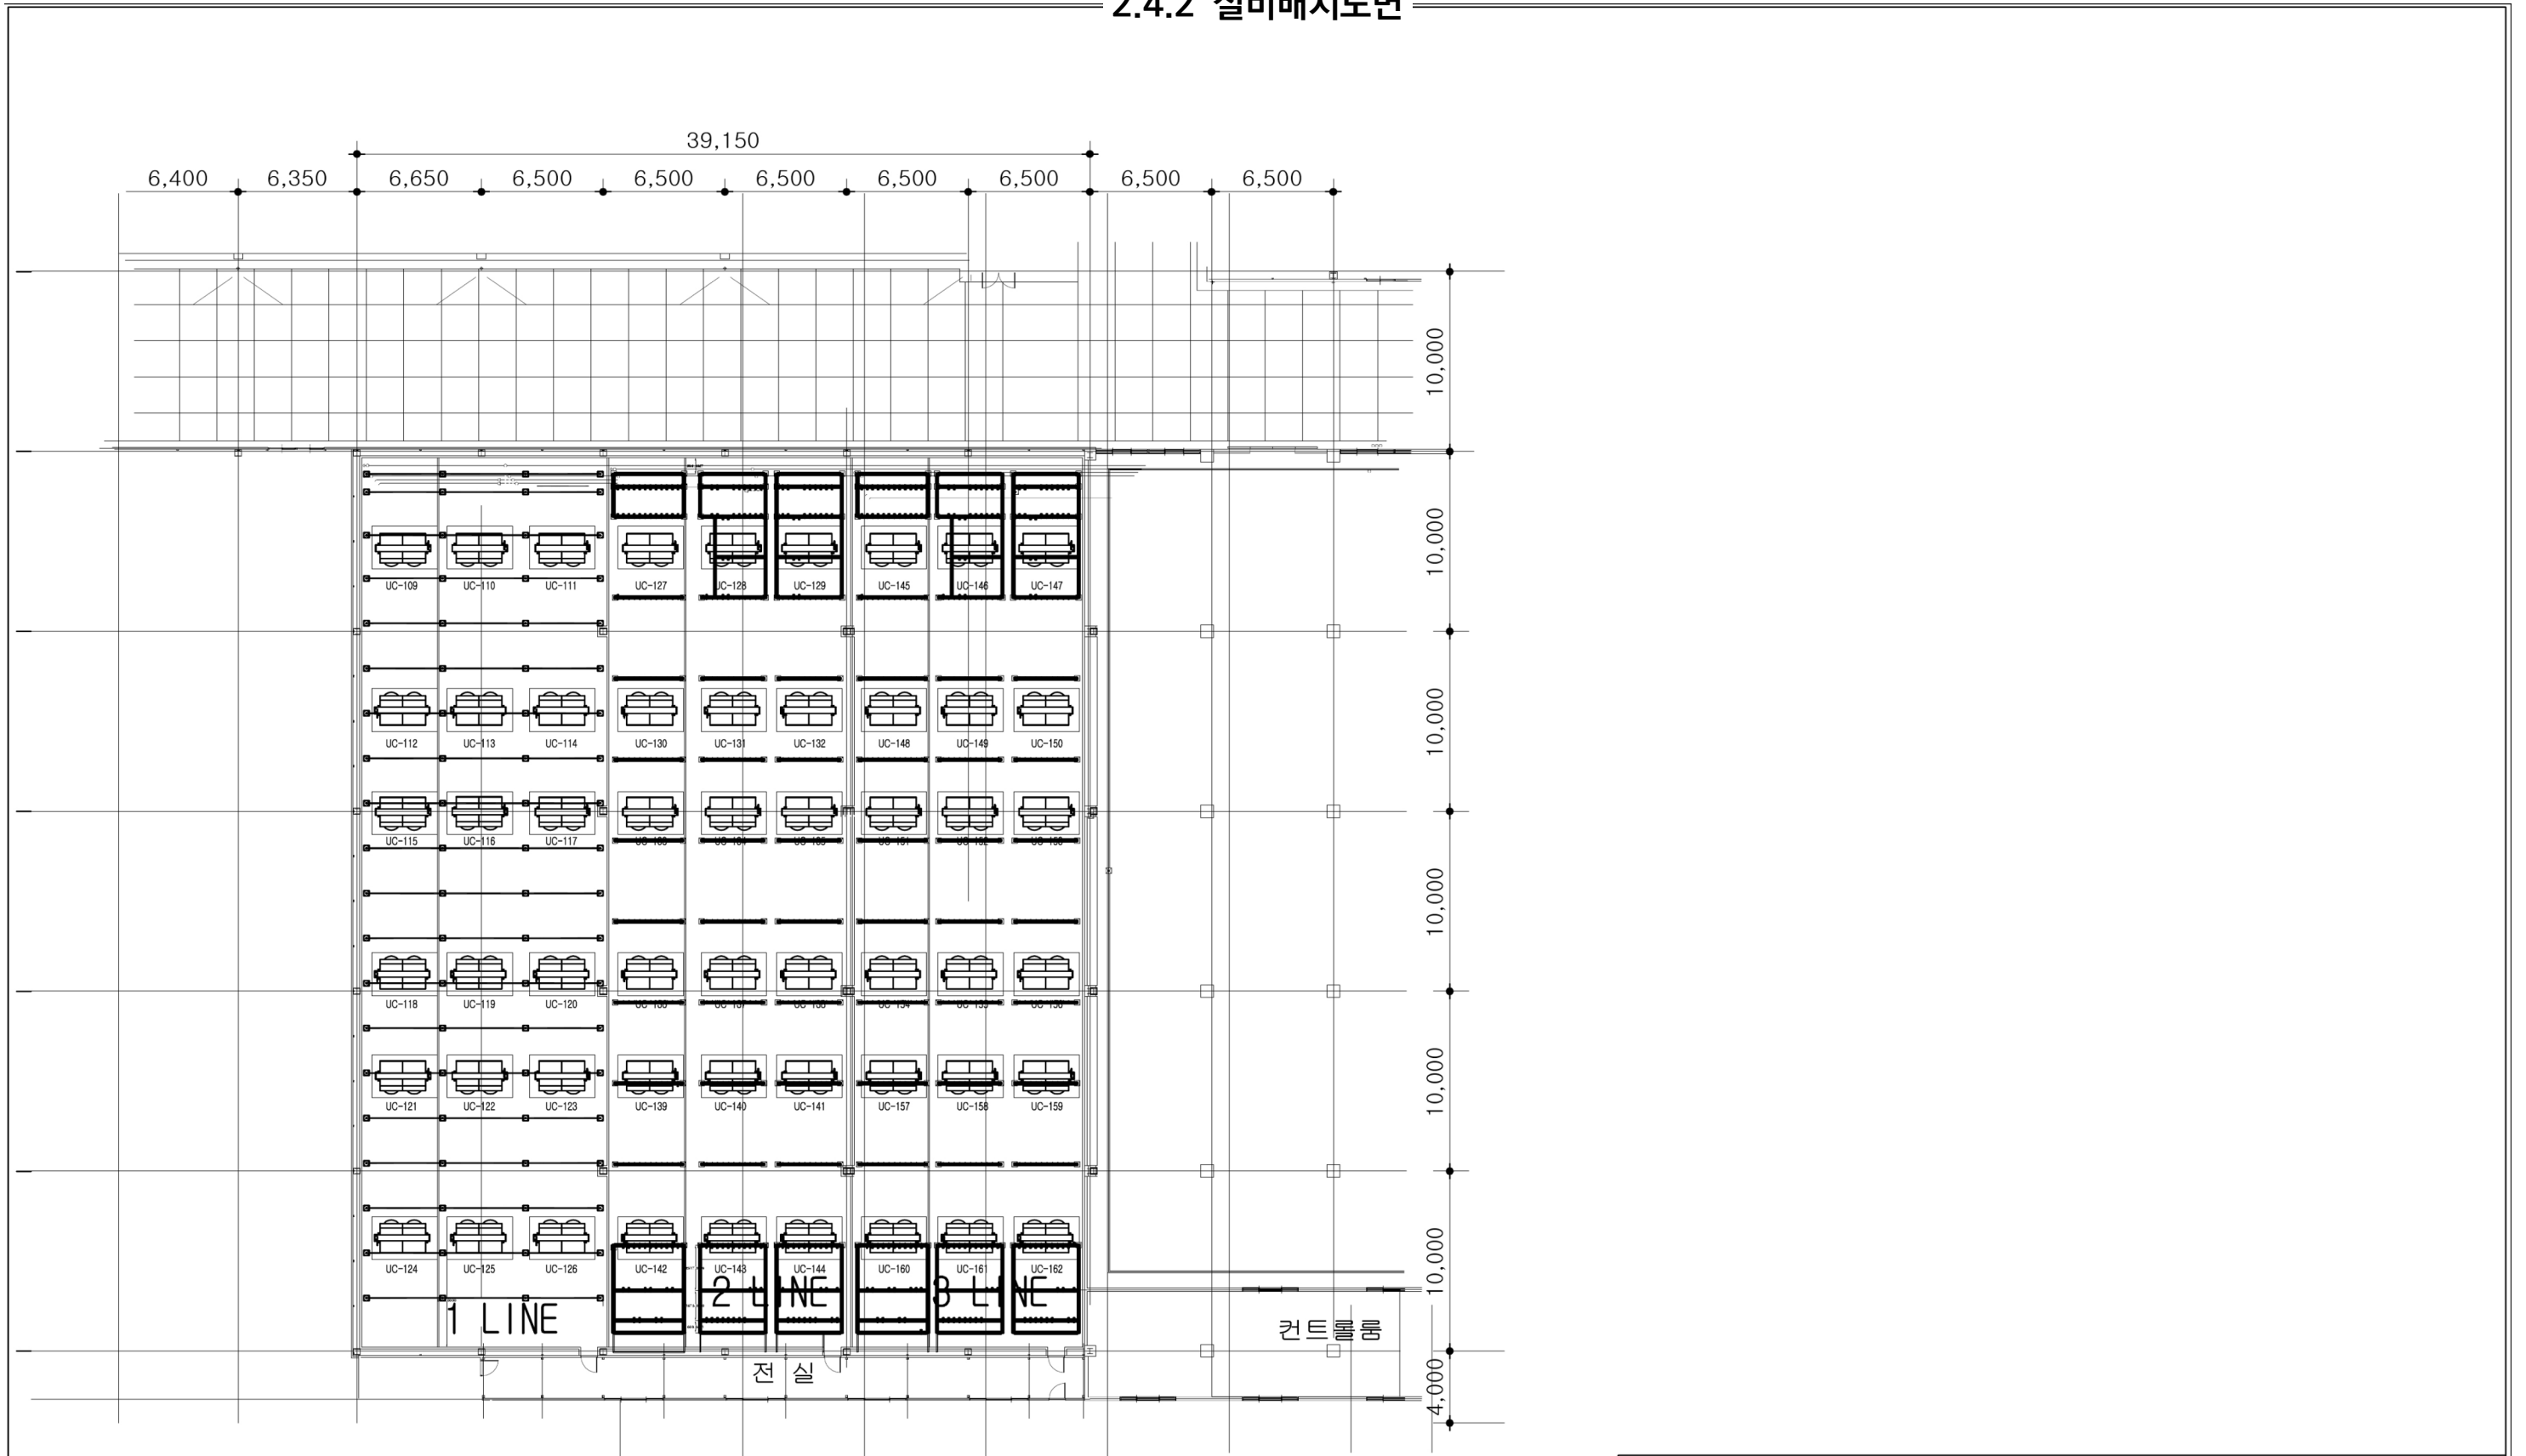 2.4.2 설비배치도면
39,150
6,400 6,350 6,650 6,500 6,500 6,500 6,500 6,500 6,500 6,500
10,000
UC-109 UC-110 UC-111 UC-127 UC-128 UC-129 UC-145 UC-146 UC-147
10,000
UC-112 UC-113 UC-114 UC-130 UC-131 UC-132 UC-148 UC-149 UC-150
10,000
UC-115 UC-116 UC-117
10,000
UC-118 UC-119 UC-120
10,000
UC-121 UC-122 UC-123 UC-139 UC-140 UC-141 UC-157 UC-158 UC-159
10,000
UC-124 UC-125 UC-126 UC-142 UC-143 UC-144 UC-160 UC-161 UC-162
1 LINE 2 LINE 3 LINE
컨트롤룸
전 실
4,000